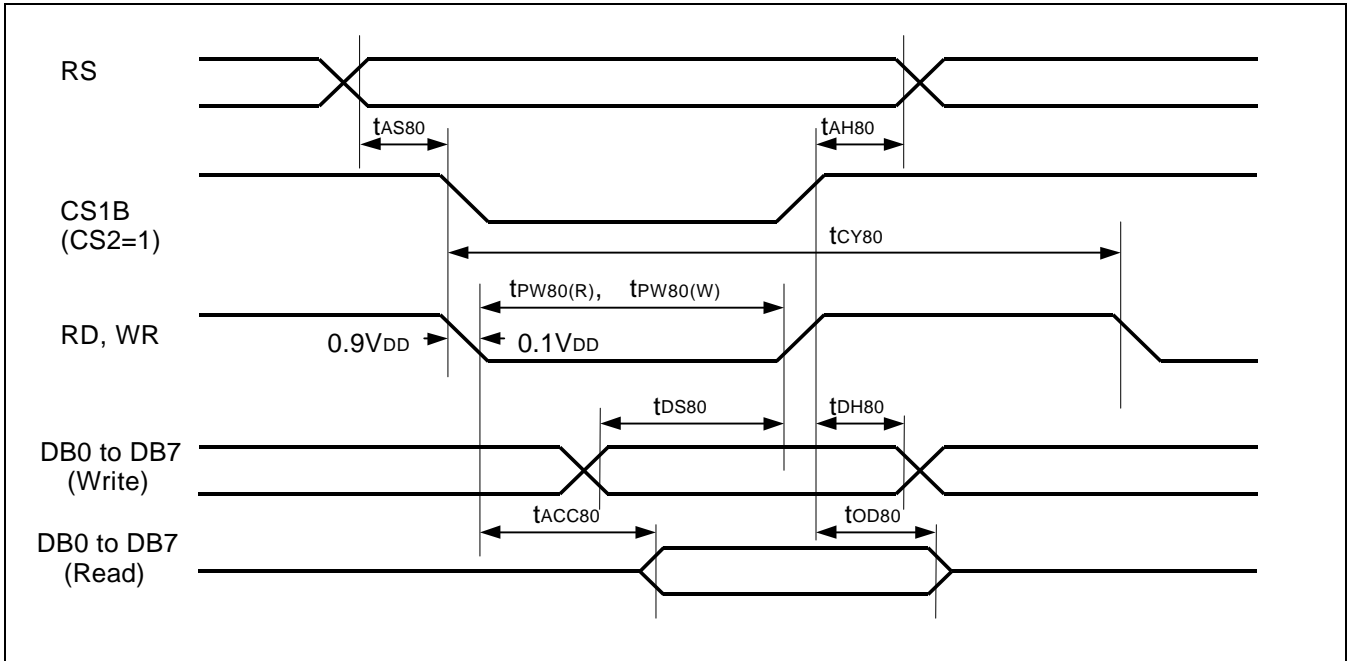 RS
tAS80
tAH80
CS1B
(CS2=1)
tCY80
tPW80(R), tPW80(W)
RD, WR
0.9VDD
0.1VDD
tDS80
tDH80
DB0 to DB7
(Write)
tACC80
tOD80
DB0 to DB7
(Read)